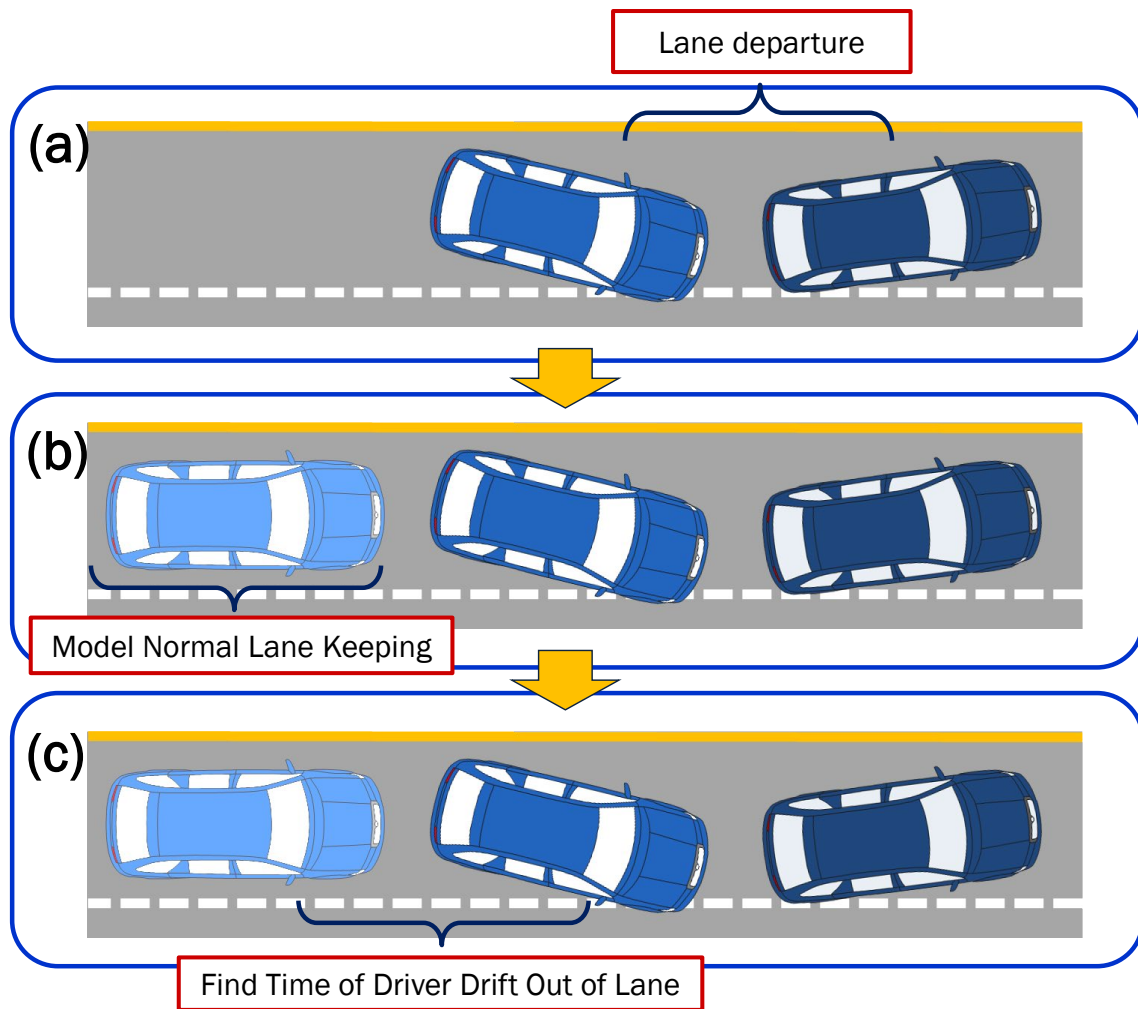 Lane departure
(a)
(b)
Model Normal Lane Keeping
(c)
Find Time of Driver Drift Out of Lane